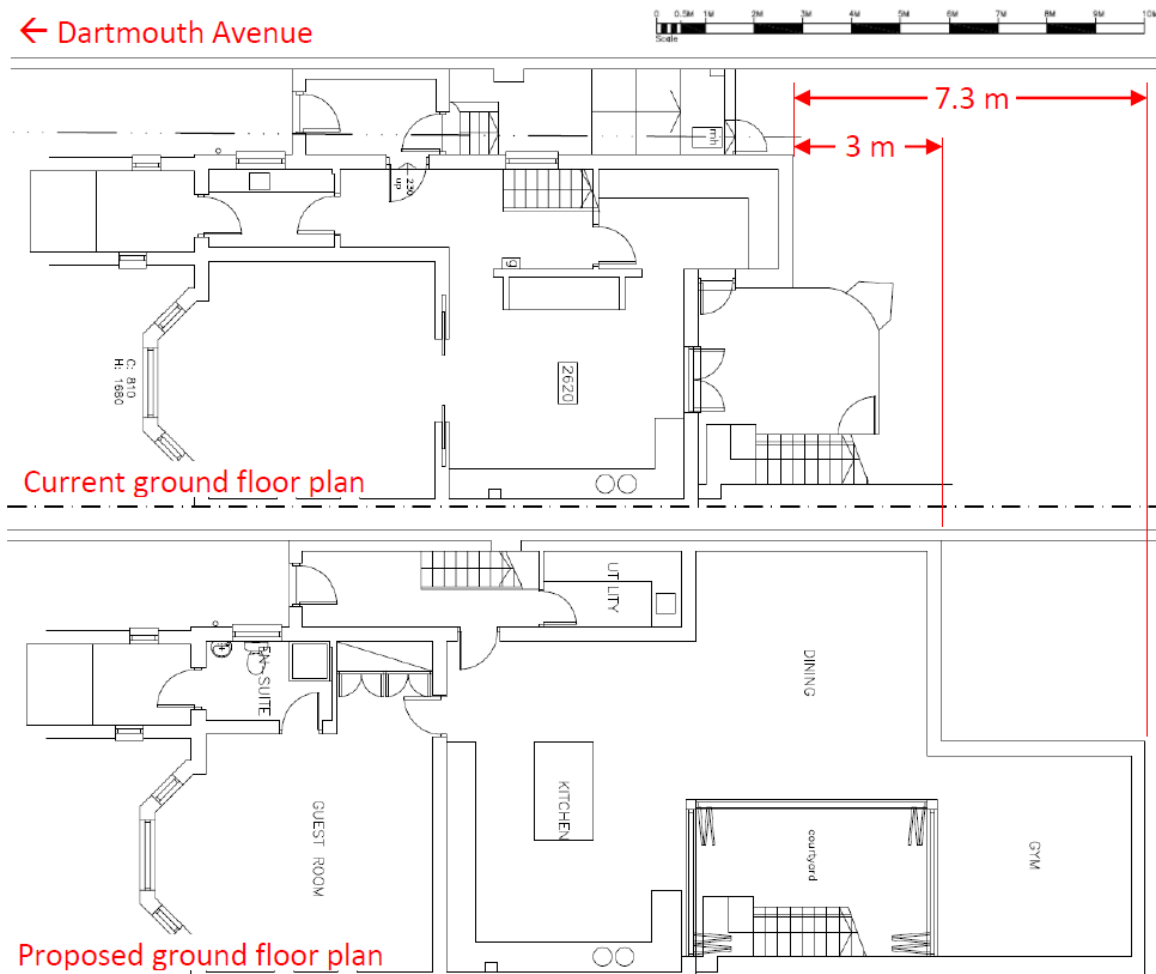 ← Dartmouth Avenue
0 0.5M 1M 2M 3M 4M 5M 6M 7M 8M 9M 10M
Scale
7.3 m
3 m
mh
230
up
g
2620
C: 810
H: 1680
Current ground floor plan
UTILITY
EN-SUITE
DINING
KITCHEN
GUEST ROOM
courtyard
GYM
Proposed ground floor plan